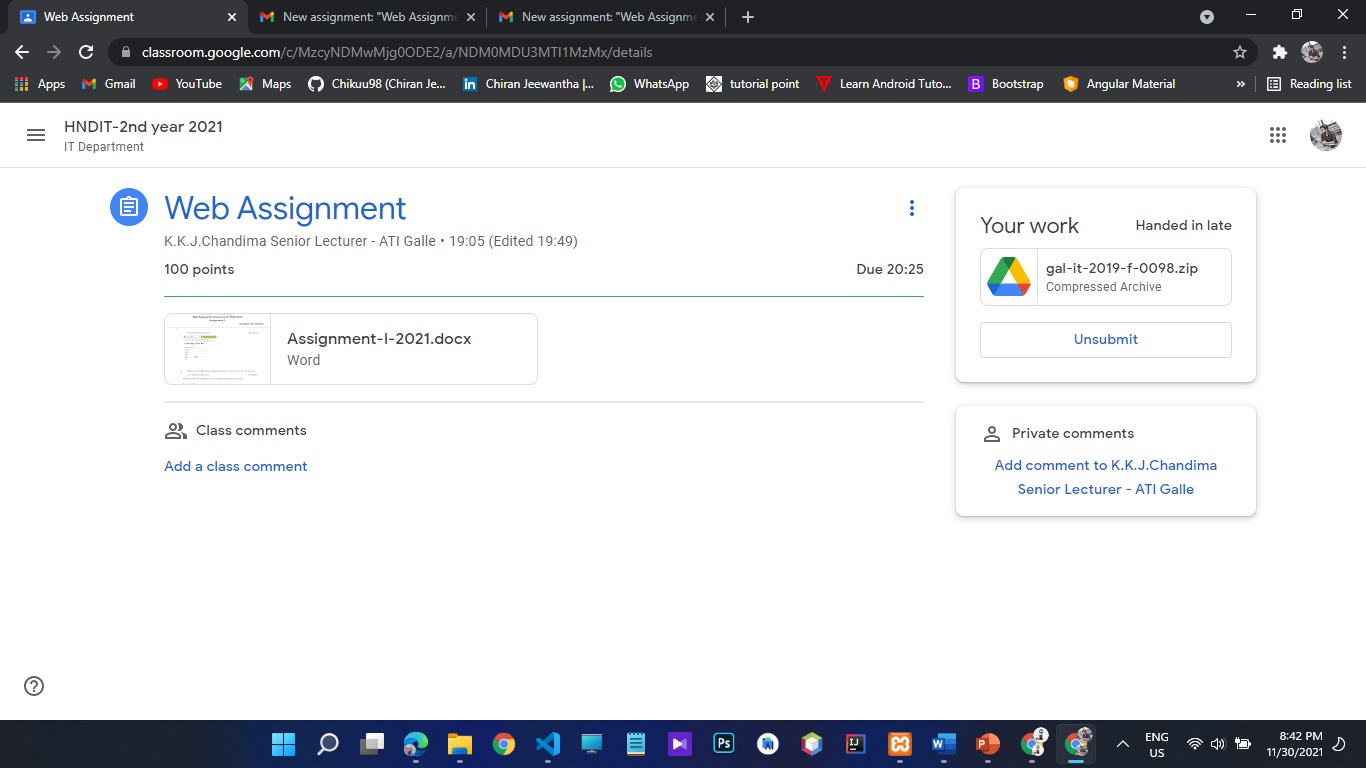 Web Assignment
New assignment: "Web Assignme
New assignment: "Web Assignme
classroom.google.com/c/MzcyNDMwMjg0ODE2/a/NDM0MDU3MTI1MzMx/details
Apps
Gmail
YouTube
Maps
Chikuu98 (Chiran Je...
Chiran Jeewantha |...
WhatsApp
tutorial point
Learn Android Tuto...
Bootstrap
Angular Material
»
Reading list
HNDIT-2nd year 2021
IT Department
Web Assignment
K.K.J.Chandima Senior Lecturer - ATI Galle • 19:05 (Edited 19:49)
100 points
Due 20:25
Assignment-I-2021.docx
Word
Class comments
Add a class comment
Your work
Handed in late
gal-it-2019-f-0098.zip
Compressed Archive
Unsubmit
Private comments
Add comment to K.K.J.Chandima
Senior Lecturer - ATI Galle
ENG
US
8:42 PM
11/30/2021